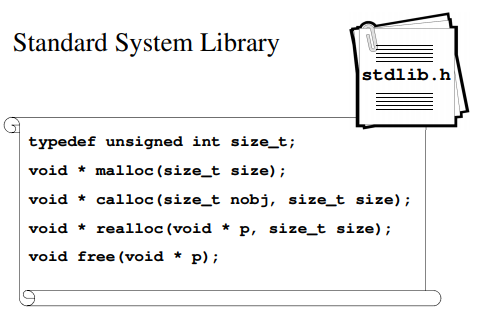 Standard System Library
stdlib.h
typedef unsigned int size_t;
void * malloc(size_t size);
void * calloc(size_t nobj, size_t size);
void * realloc(void * p, size_t size);
void free(void * p);